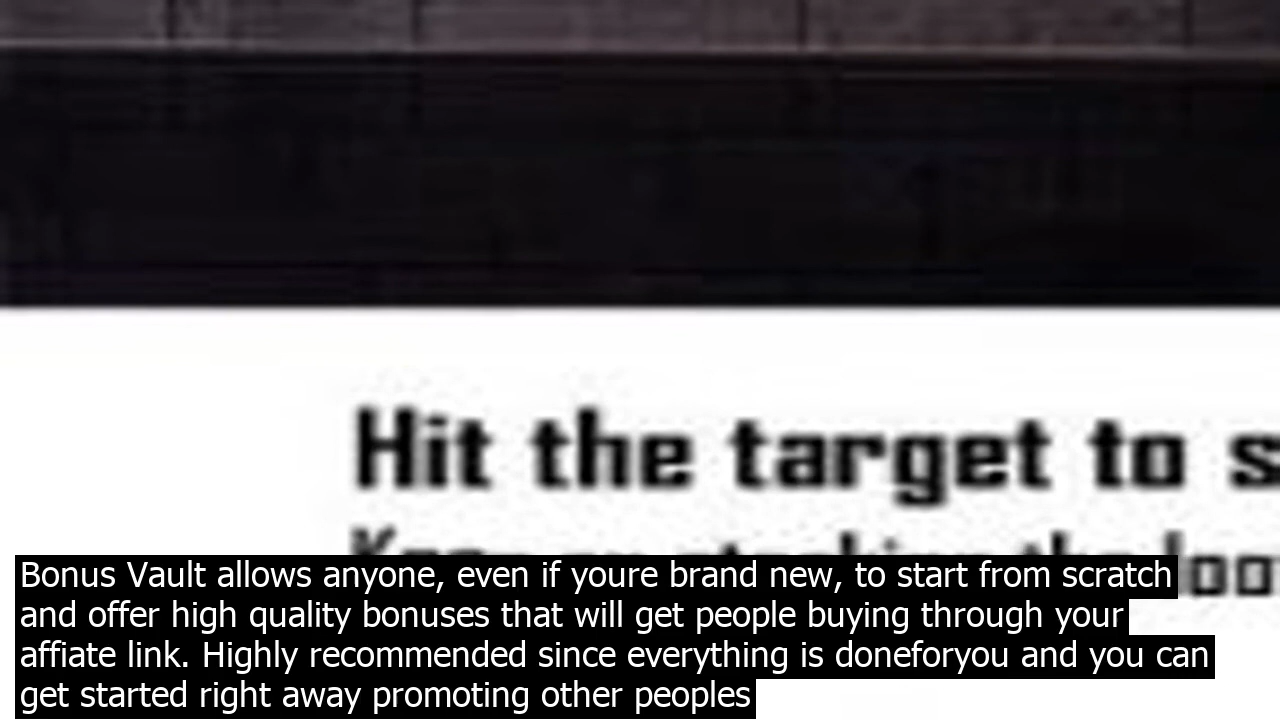 Hit the target to s
Bonus Vault allows anyone, even if youre brand new, to start from scratch
and offer high quality bonuses that will get people buying through your
affiate link. Highly recommended since everything is doneforyou and you can
get started right away promoting other peoples